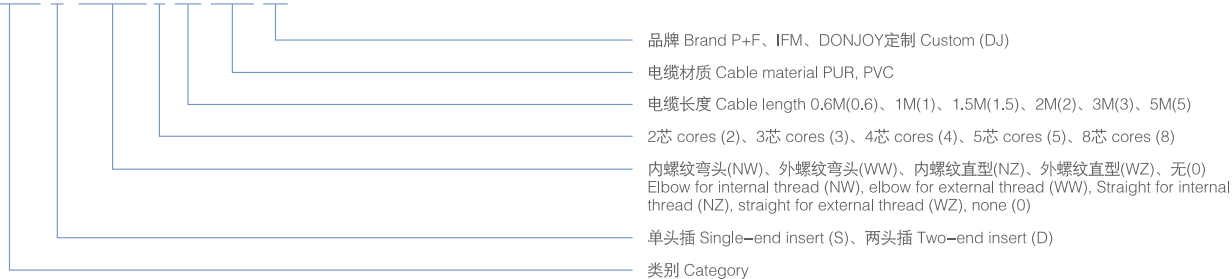 品牌 Brand P+F、IFM、DONJOY定制 Custom (DJ)
电缆材质 Cable material PUR, PVC
电缆长度 Cable length 0.6M(0.6)、1M(1)、1.5M(1.5)、2M(2)、3M(3)、5M(5)
2芯 cores (2)、3芯 cores (3)、4芯 cores (4)、5芯 cores (5)、8芯 cores (8)
内螺纹弯头(NW)、外螺纹弯头(WW)、内螺纹直型(NZ)、外螺纹直型(WZ)、无(0)
Elbow for internal thread (NW), elbow for external thread (WW), Straight for internal
thread (NZ), straight for external thread (WZ), none (0)
单头插 Single–end insert (S)、两头插 Two–end insert (D)
类别 Category